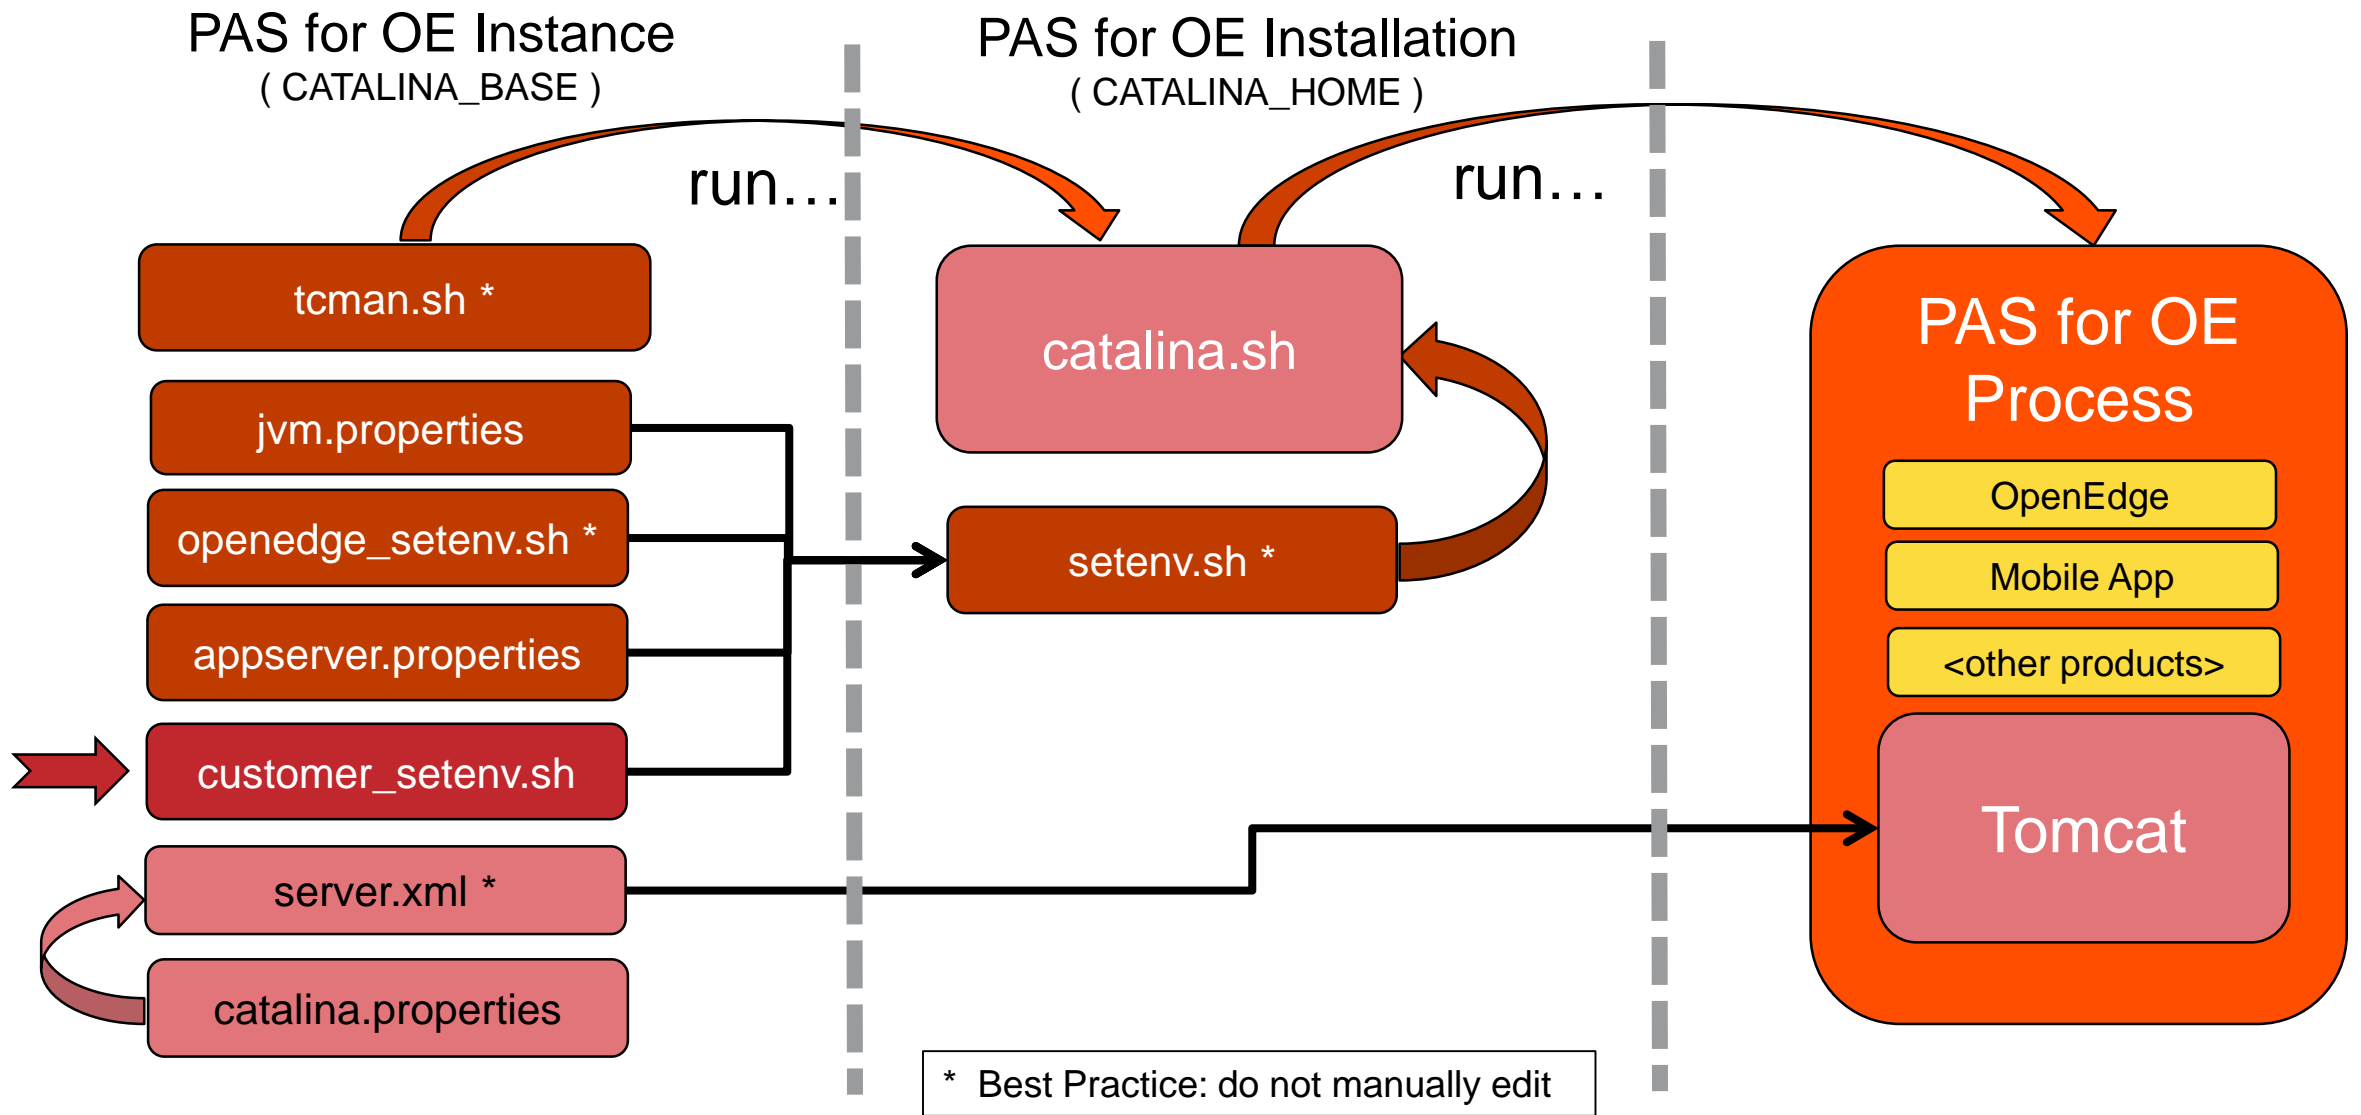 PAS for OE Instance
( CATALINA_BASE )
PAS for OE Installation
( CATALINA_HOME )
run…
run…
tcman.sh *
jvm.properties
openedge_setenv.sh *
appserver.properties
customer_setenv.sh
server.xml *
catalina.properties
catalina.sh
setenv.sh *
PAS for OE
Process
OpenEdge
Mobile App
<other products>
Tomcat
* Best Practice: do not manually edit